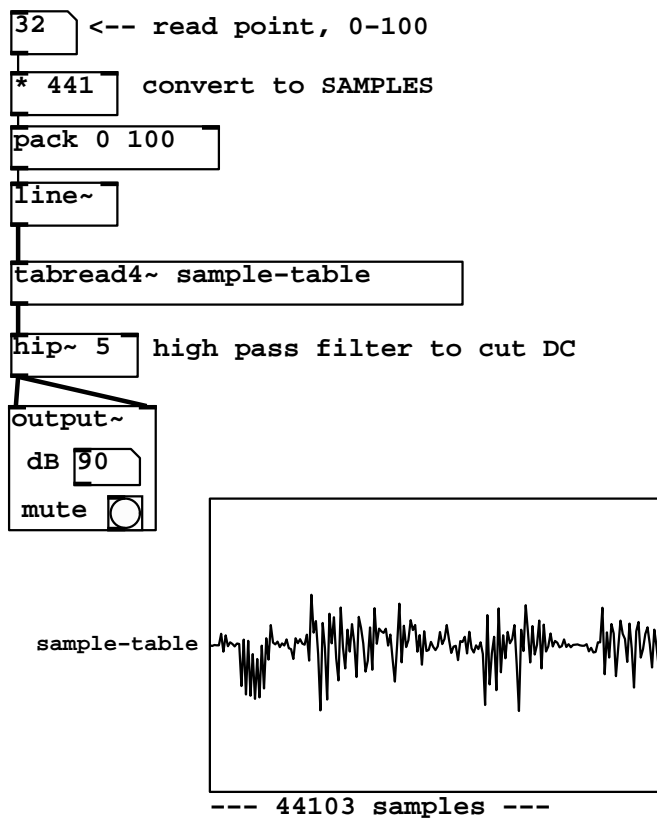 32 <-- read point, 0-100
* 441 convert to SAMPLES
pack 0 100
line~
tabread4~ sample-table
hip~ 5 high pass filter to cut DC
output~
dB 90
mute
sample-table
--- 44103 samples ---